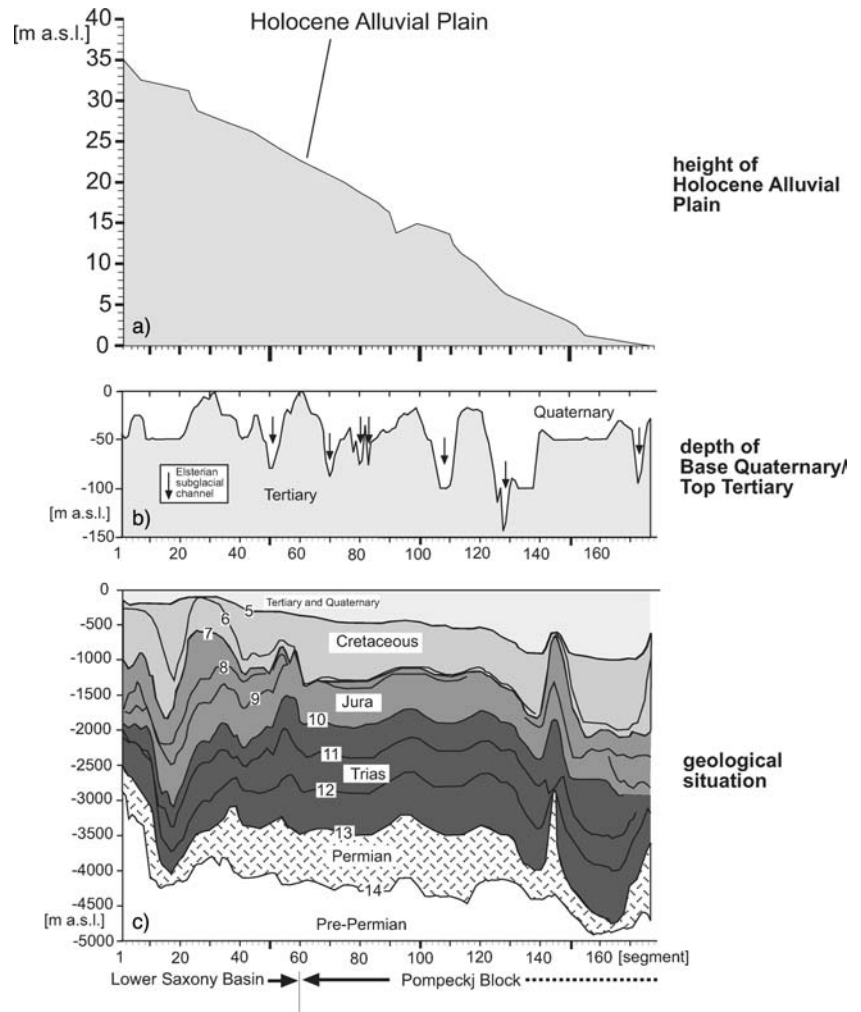 [m a.s.l.]
Holocene Alluvial Plain
40
35
30
25
20
15
10
5
0
a)
height of
Holocene Alluvial
Plain
0
-50
-100
[m a.s.l.]
-150
Quaternary
Tertiary
Elsterian
subglacial
channel
b)
1 20 40 60 80 100 120 140 160
depth of
Base Quaternary/
Top Tertiary
0
-500
-1000
-1500
-2000
-2500
-3000
-3500
-4000
-4500
[m a.s.l.]
-5000
Tertiary and Quaternary
5
6
Cretaceous
7
8
9
Jura
10
11
Trias
12
13
Permian
14
Pre-Permian
c)
geological
situation
1 20 40 60 80 100 120 140 160 [segment]
Lower Saxony Basin Pompeckj Block